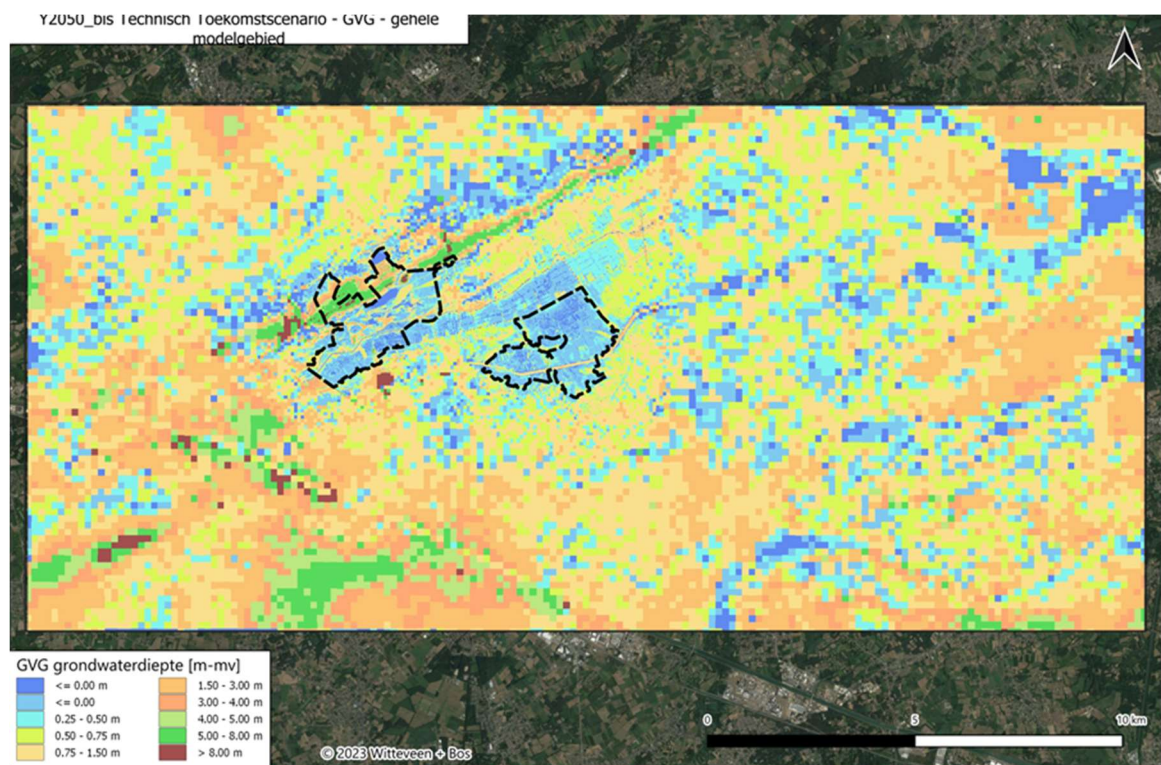 Y2050_bis Technisch Toekomstscenario - GVG - gehele
modelgebied
GVG grondwaterdiepte [m-mv]
<= 0.00 m
<= 0.00
0.25 - 0.50 m
0.50 - 0.75 m
0.75 - 1.50 m
1.50 - 3.00 m
3.00 - 4.00 m
4.00 - 5.00 m
5.00 - 8.00 m
> 8.00 m
© 2023 Witteveen + Bos
0 5 10 km